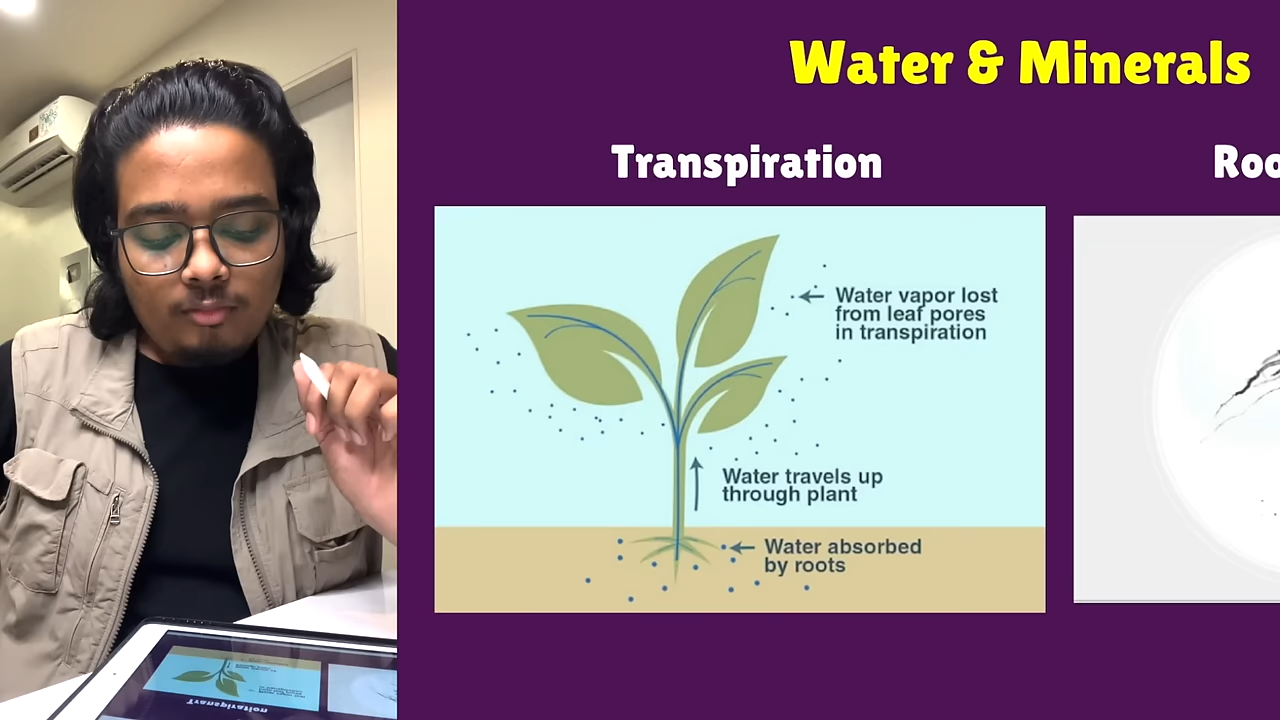 Water & Minerals
Transpiration
Roo
Water vapor lost
from leaf pores
in transpiration
Water travels up
through plant
Water absorbed
by roots
Transpiration